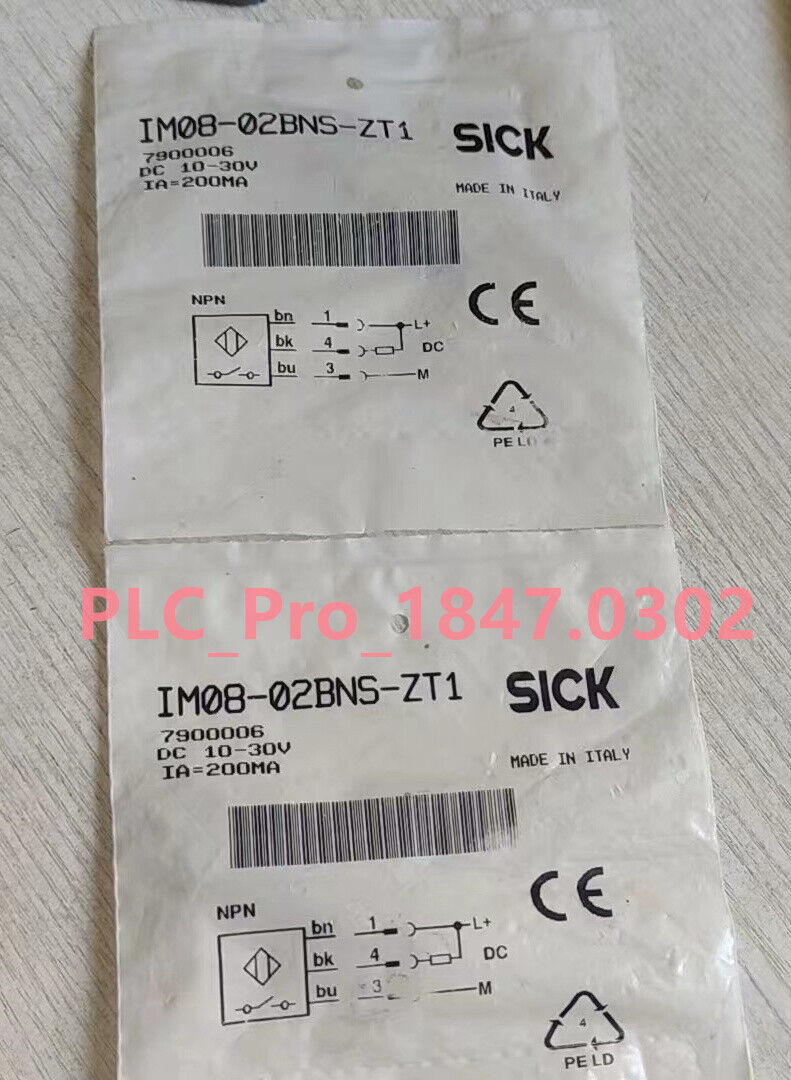 IM08-02BNS-ZT1 SICK
7900006
DC 10-30V
IA=200MA
MADE IN ITALY
CE
NPN
bn 1 L+
bk 4 DC
bu 3 M
4
PE LD
PLC_Pro_1847.0302
IM08-02BNS-ZT1 SICK
7900006
DC 10-30V
IA=200MA
MADE IN ITALY
CE
NPN
bn 1 L+
bk 4 DC
bu 3 M
4
PE LD